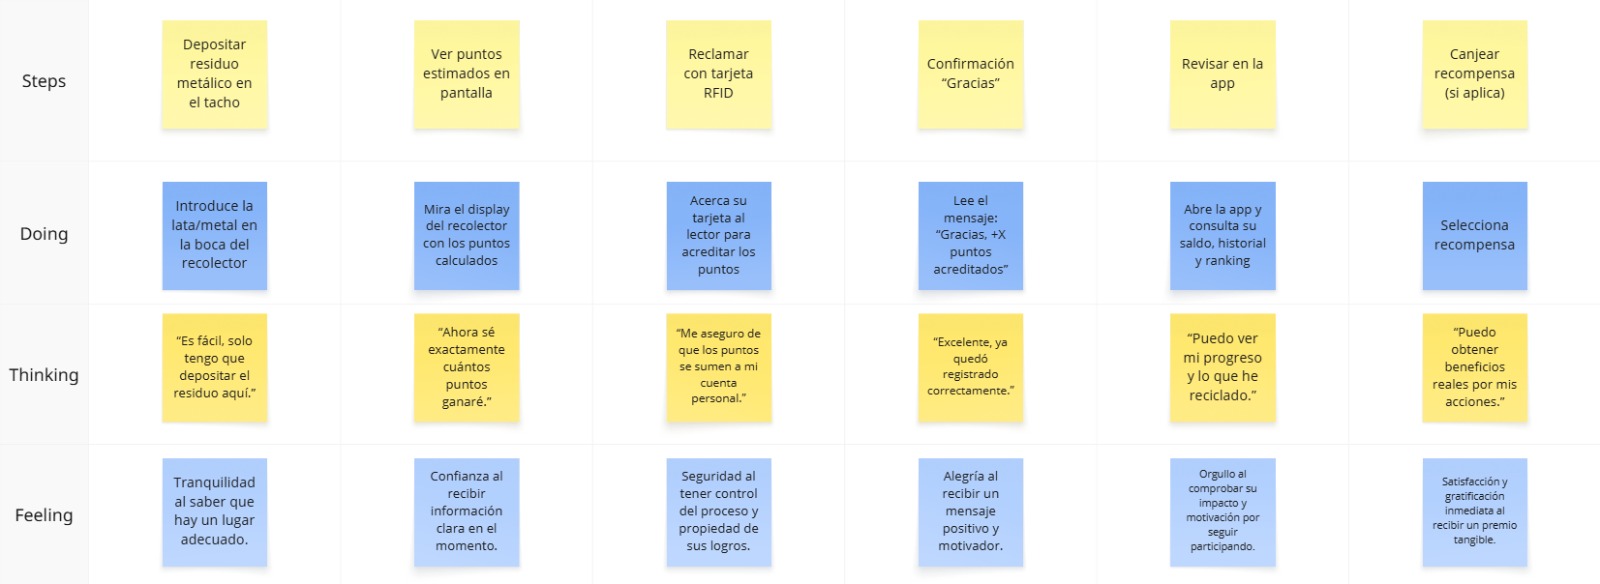 Steps
Depositar
residuo
metálico en
el tacho
Ver puntos
estimados en
pantalla
Reclamar
con tarjeta
RFID
Confirmación
“Gracias”
Revisar en la
app
Canjear
recompensa
(si aplica)
Doing
Introduce la
lata/metal en
la boca del
recolector
Mira el display
del recolector
con los puntos
calculados
Acerca su
tarjeta al
lector para
acreditar los
puntos
Lee el
mensaje:
“Gracias, +X
puntos
acreditados”
Abre la app y
consulta su
saldo, historial
y ranking
Selecciona
recompensa
Thinking
“Es fácil, solo
tengo que
depositar el
residuo aquí.”
“Ahora sé
exactamente
cuántos
puntos
ganaré.”
“Me aseguro de
que los puntos
se sumen a mi
cuenta
personal.”
“Excelente, ya
quedó
registrado
correctamente.”
“Puedo ver
mi progreso
y lo que he
reciclado.”
“Puedo
obtener
beneficios
reales por mis
acciones.”
Feeling
Tranquilidad
al saber que
hay un lugar
adecuado.
Confianza al
recibir
información
clara en el
momento.
Seguridad al
tener control
del proceso y
propiedad de
sus logros.
Alegría al
recibir un
mensaje
positivo y
motivador.
Orgullo al
comprobar su
impacto y
motivación por
seguir
participando.
Satisfacción y
gratificación
inmediata al
recibir un premio
tangible.